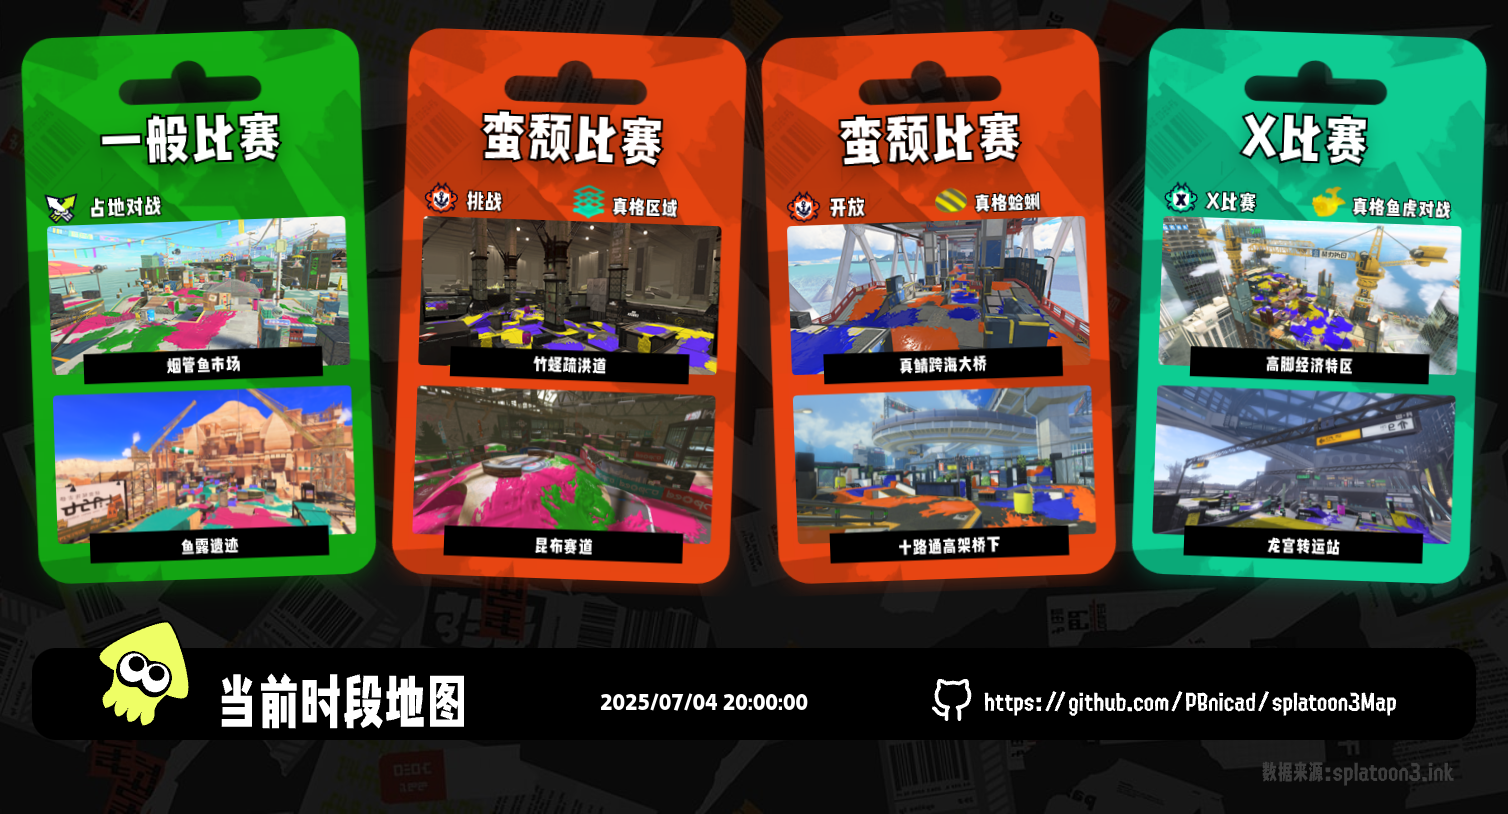 一般比赛
占地对战
烟管鱼市场
鱼露遗迹
蛮颓比赛
挑战
真格区域
竹蛏疏洪道
昆布赛道
蛮颓比赛
开放
真格蛤蜊
真鲷跨海大桥
十路通高架桥下
X比赛
X比赛
真格鱼虎对战
高脚经济特区
龙宫转运站
当前时段地图
2025/07/04 20:00:00
https://github.com/PBnicad/splatoon3Map
数据来源:splatoon3.ink